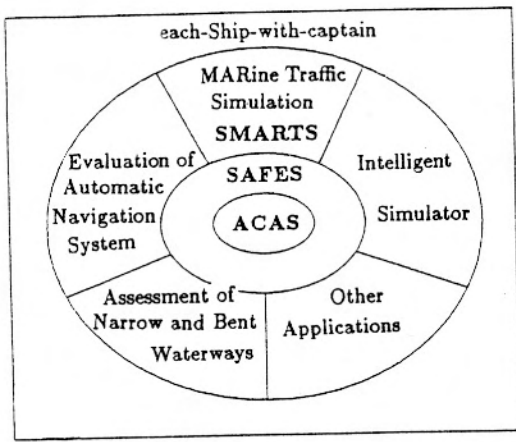 each-Ship-with-captain
MARine Traffic
Simulation
SMARTS
Evaluation of
Automatic
Navigation
System
SAFES
ACAS
Intelligent
Simulator
Assessment of
Narrow and Bent
Waterways
Other
Applications